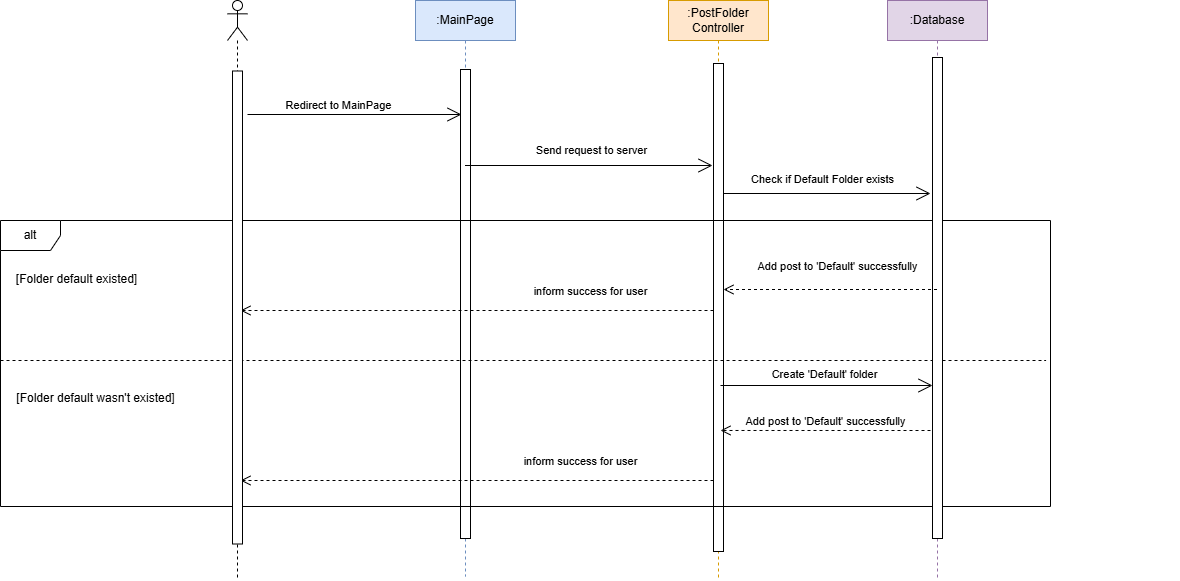 :MainPage
:PostFolder
Controller
:Database
Redirect to MainPage
Send request to server
Check if Default Folder exists
alt
[Folder default existed]
Add post to 'Default' successfully
inform success for user
Create 'Default' folder
[Folder default wasn't existed]
Add post to 'Default' successfully
inform success for user